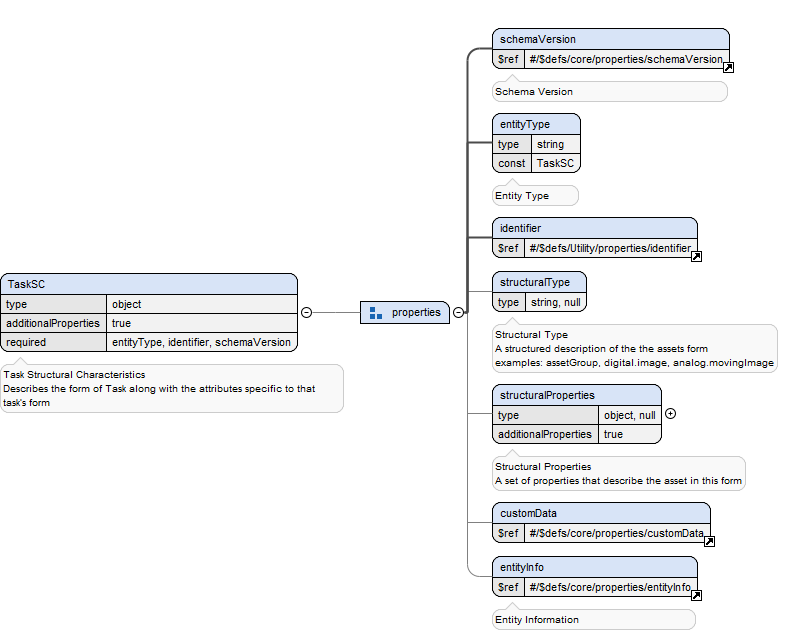 TaskSC
type object
additionalProperties true
required entityType, identifier, schemaVersion
Task Structural Characteristics
Describes the form of Task along with the attributes specific to that
task's form
properties
schemaVersion
$ref #/$defs/core/properties/schemaVersion
Schema Version
entityType
type string
const TaskSC
Entity Type
identifier
$ref #/$defs/Utility/properties/identifier
structuralType
type string, null
Structural Type
A structured description of the the assets form
examples: assetGroup, digital.image, analog.movingImage
structuralProperties
type object, null
additionalProperties true
Structural Properties
A set of properties that describe the asset in this form
customData
$ref #/$defs/core/properties/customData
entityInfo
$ref #/$defs/core/properties/entityInfo
Entity Information